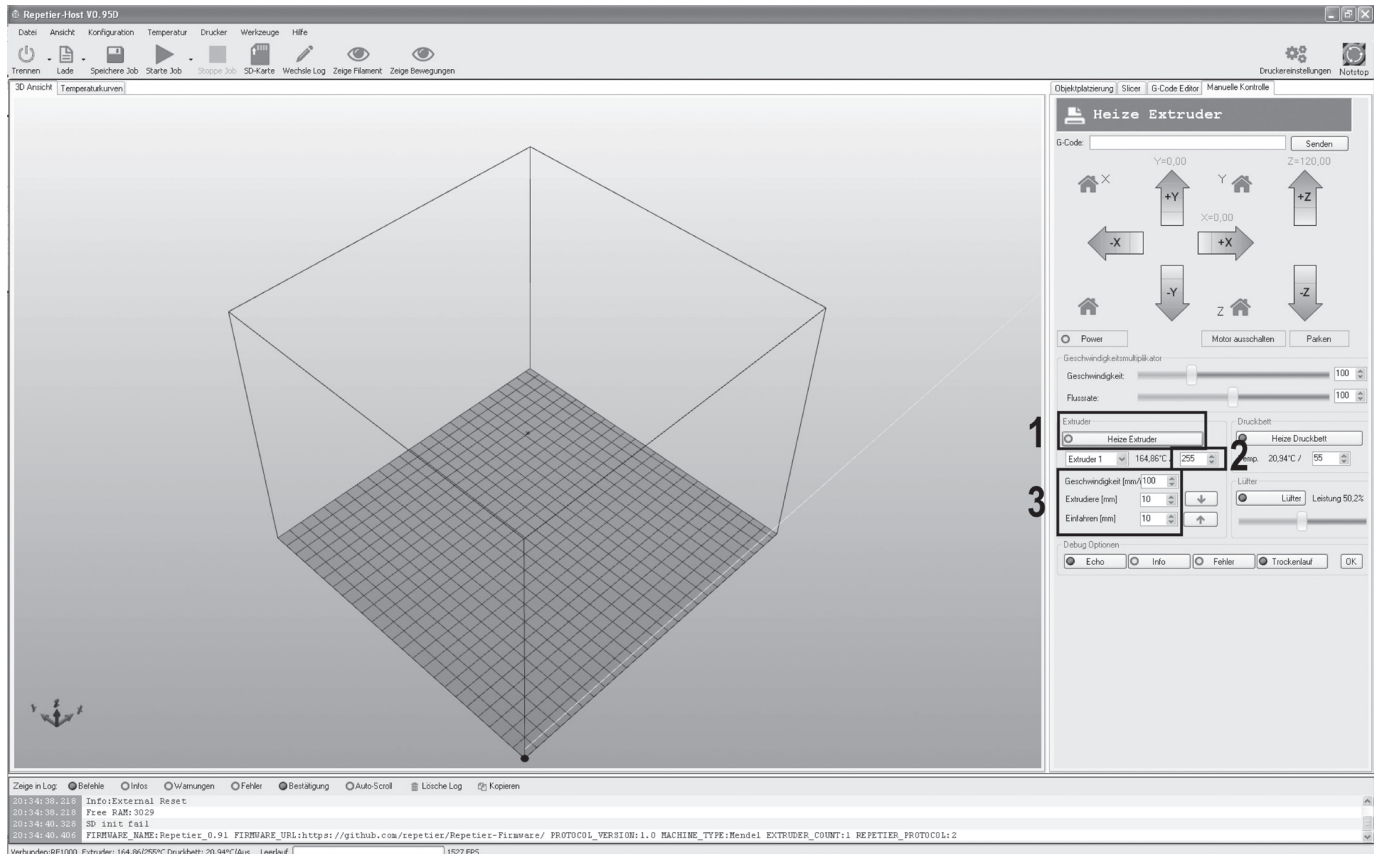 Repetier-Host V0.95D
Datei Ansicht Konfiguration Temperatur Drucker Werkzeuge Hilfe
Trennen Lade Speichere Job Starte Job Stoppe Job SD-Karte Wechsle Log Zeige Filament Zeige Bewegungen Druckereinstellungen Notstop
3D Ansicht Temperaturkurven
Objektplatzierung Slicer G-Code Editor Manuelle Kontrolle
Heize Extruder
G-Code: Senden
Y=0,00 Z=120,00
X +Y Y +Z
X=0,00
-X +X
-Y Z -Z
Power Motor ausschalten Parken
Geschwindigkeitsmultiplikator
Geschwindigkeit: 100
Flussrate: 100
Extruder Druckbett
1 Heize Extruder Heize Druckbett
Extruder 1 164,86°C / 255 2 Temp. 20,94°C / 55
Geschwindigkeit [mm/ 100 Lüfter
3 Extrudiere [mm] 10 Lüfter Leistung 50,2%
Einfahren [mm] 10
Debug Optionen
Echo Info Fehler Trockenlauf OK
Y Z X
Zeige in Log: Befehle Infos Warnungen Fehler Bestätigung Auto-Scroll Lösche Log Kopieren
20:34:38.218 Info:External Reset
20:34:38.218 Free RAM:3029
20:34:40.328 SD init fail
20:34:40.406 FIRMWARE_NAME:Repetier_0.91 FIRMWARE_URL:https://github.com/repetier/Repetier-Firmware/ PROTOCOL_VERSION:1.0 MACHINE_TYPE:Mendel EXTRUDER_COUNT:1 REPETIER_PROTOCOL:2
Verbunden:RF1000 Extruder: 164,86/255°C Druckbett: 20,94°C/Aus Leerlauf 1527 FPS